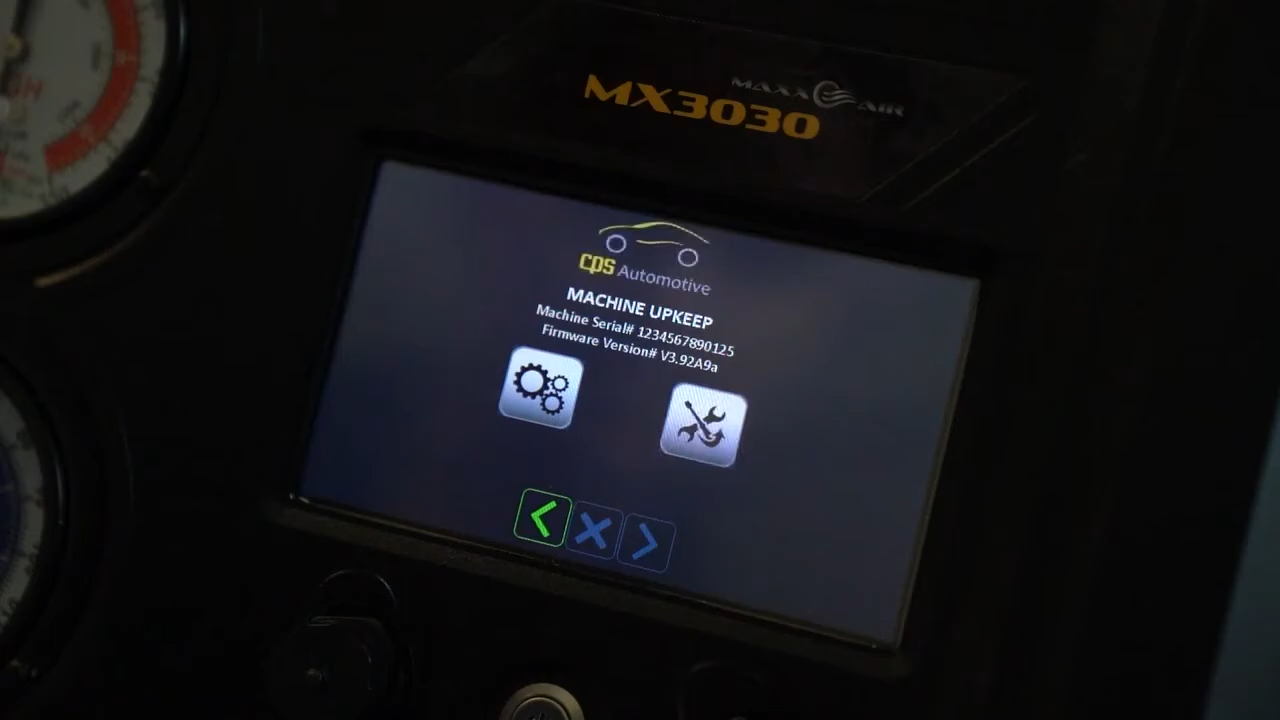 MAXX AIR
MX3030
cps Automotive
MACHINE UPKEEP
Machine Serial# 1234567890125
Firmware Version# V3.92A9a